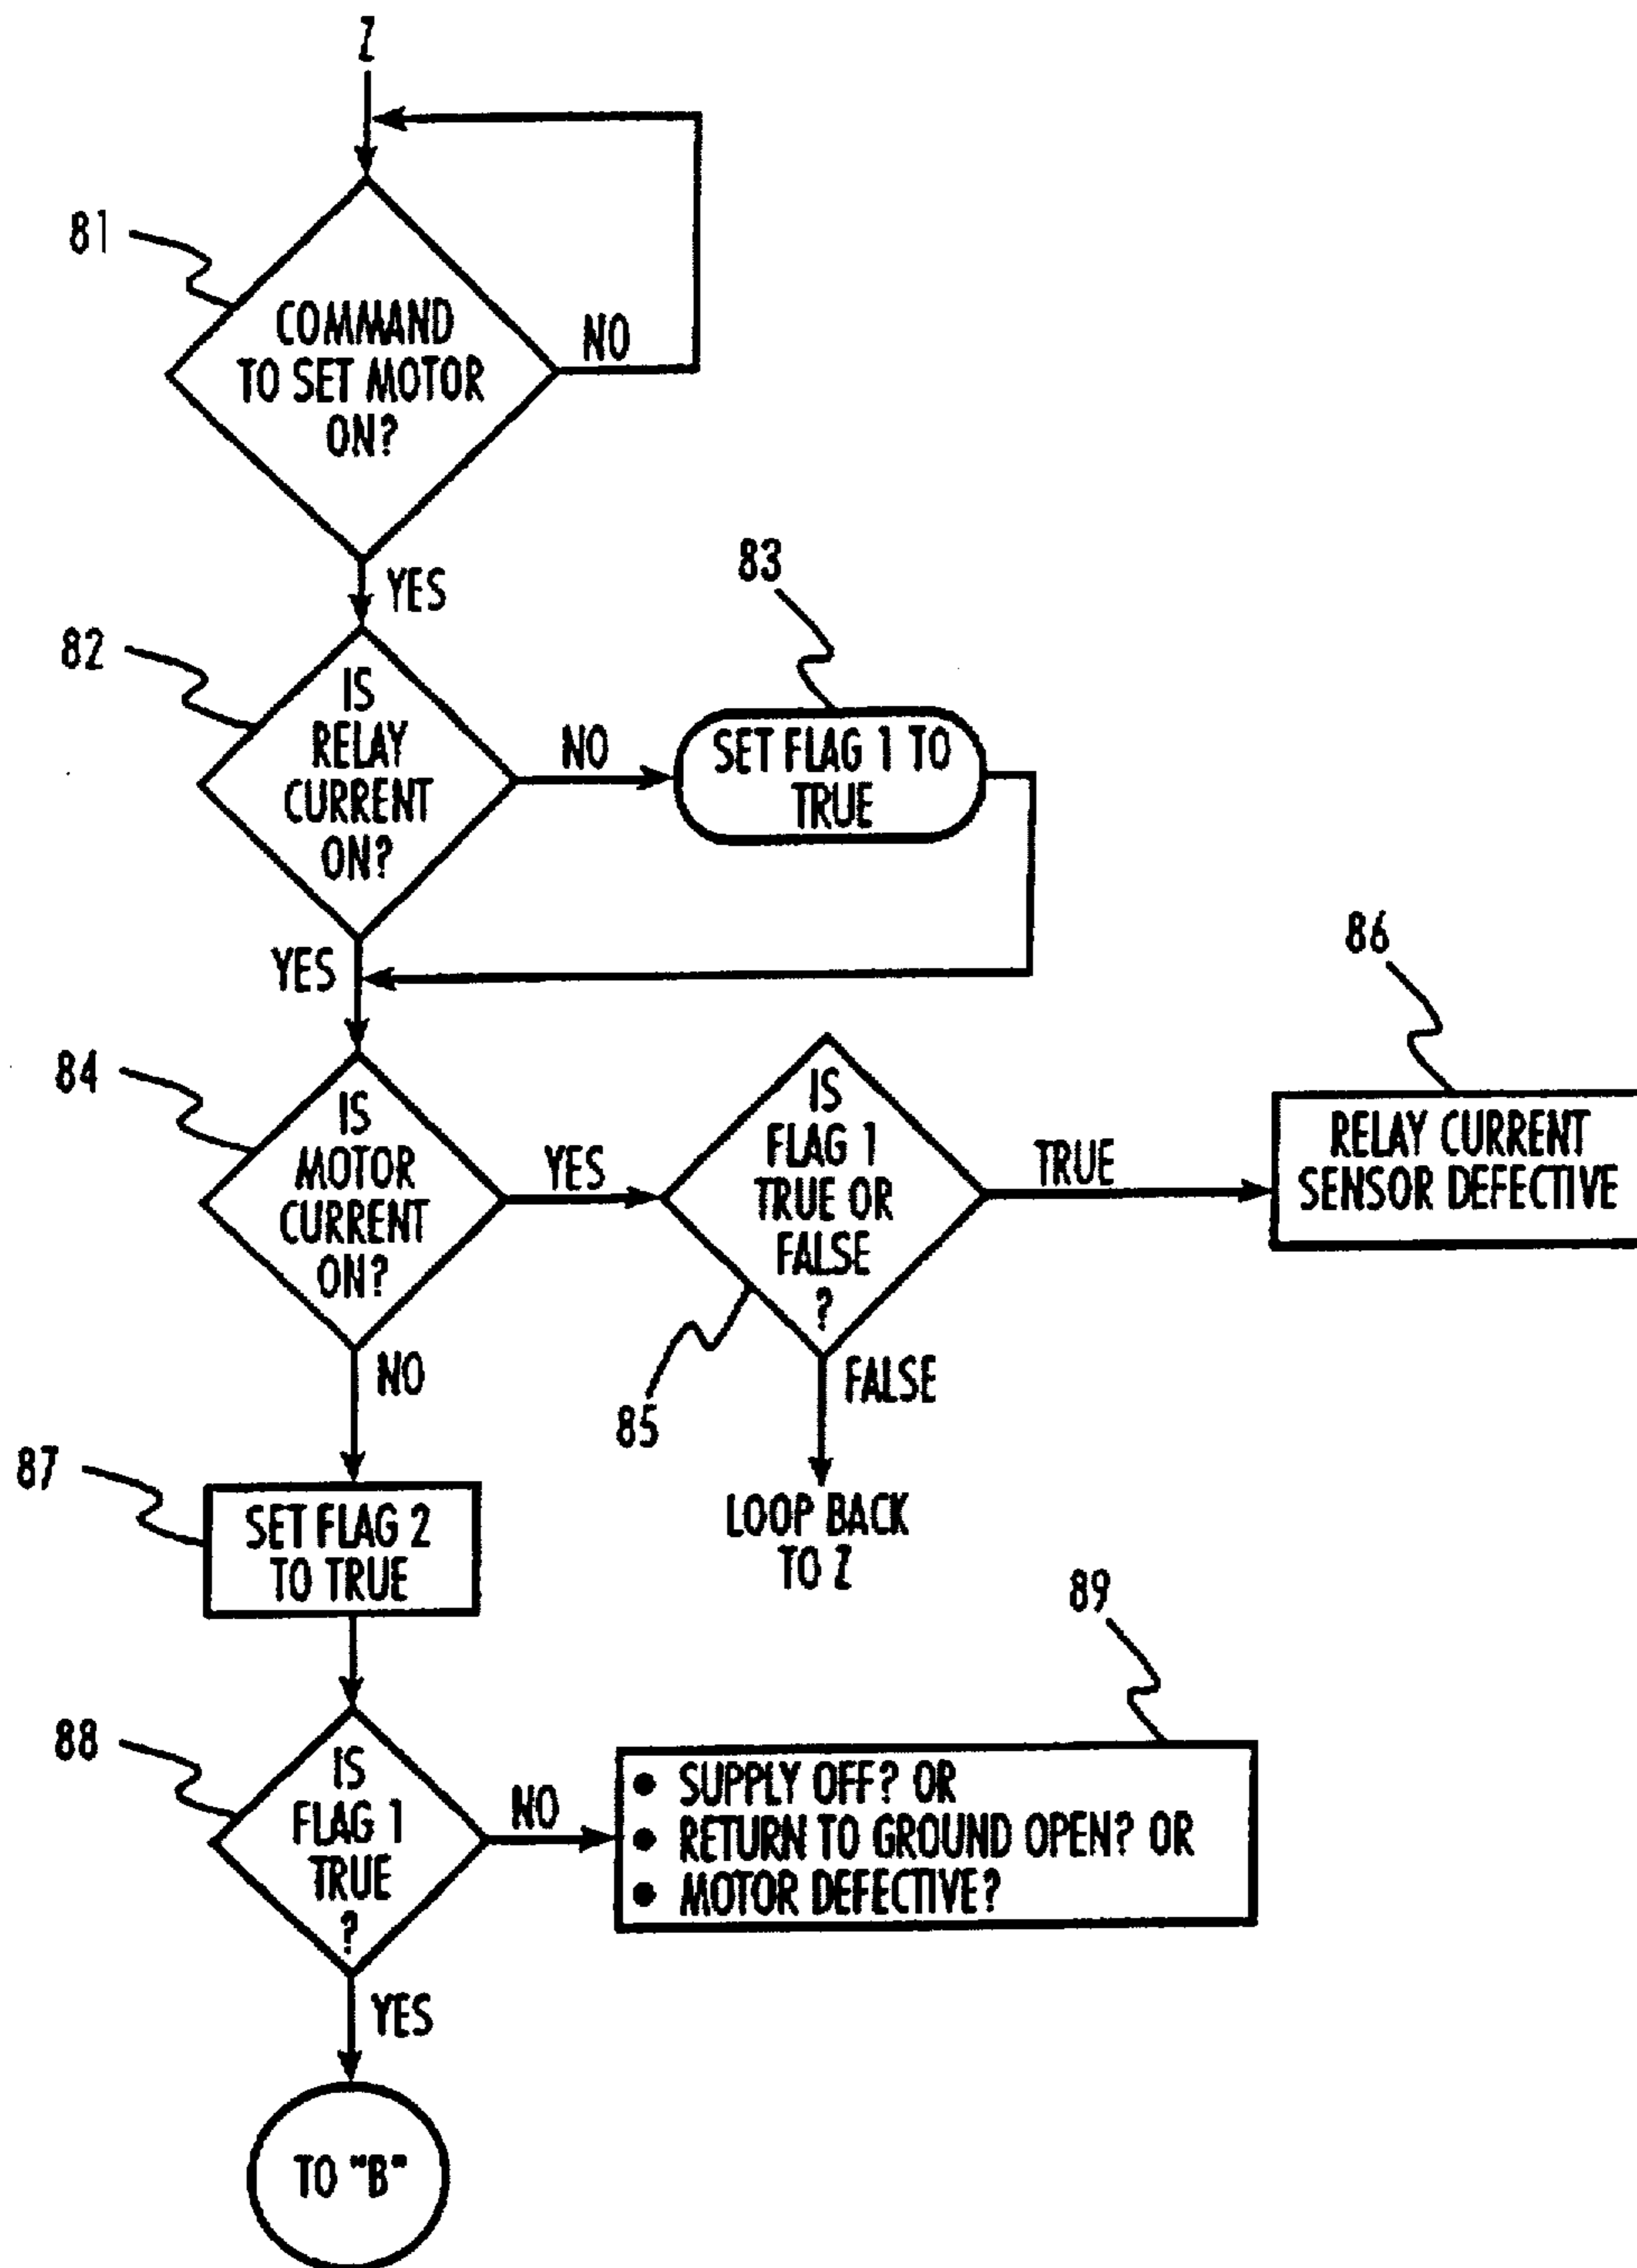 Z
81
COMMAND
TO SET MOTOR
ON?
NO
YES
82
IS
RELAY
CURRENT
ON?
NO
83
SET FLAG 1 TO
TRUE
YES
84
IS
MOTOR
CURRENT
ON?
YES
IS
FLAG 1
TRUE OR
FALSE
?
85
TRUE
86
RELAY CURRENT
SENSOR DEFECTIVE
FALSE
LOOP BACK
TO Z
NO
87
SET FLAG 2
TO TRUE
88
IS
FLAG 1
TRUE
?
NO
89
• SUPPLY OFF? OR
• RETURN TO GROUND OPEN? OR
• MOTOR DEFECTIVE?
YES
TO "B"